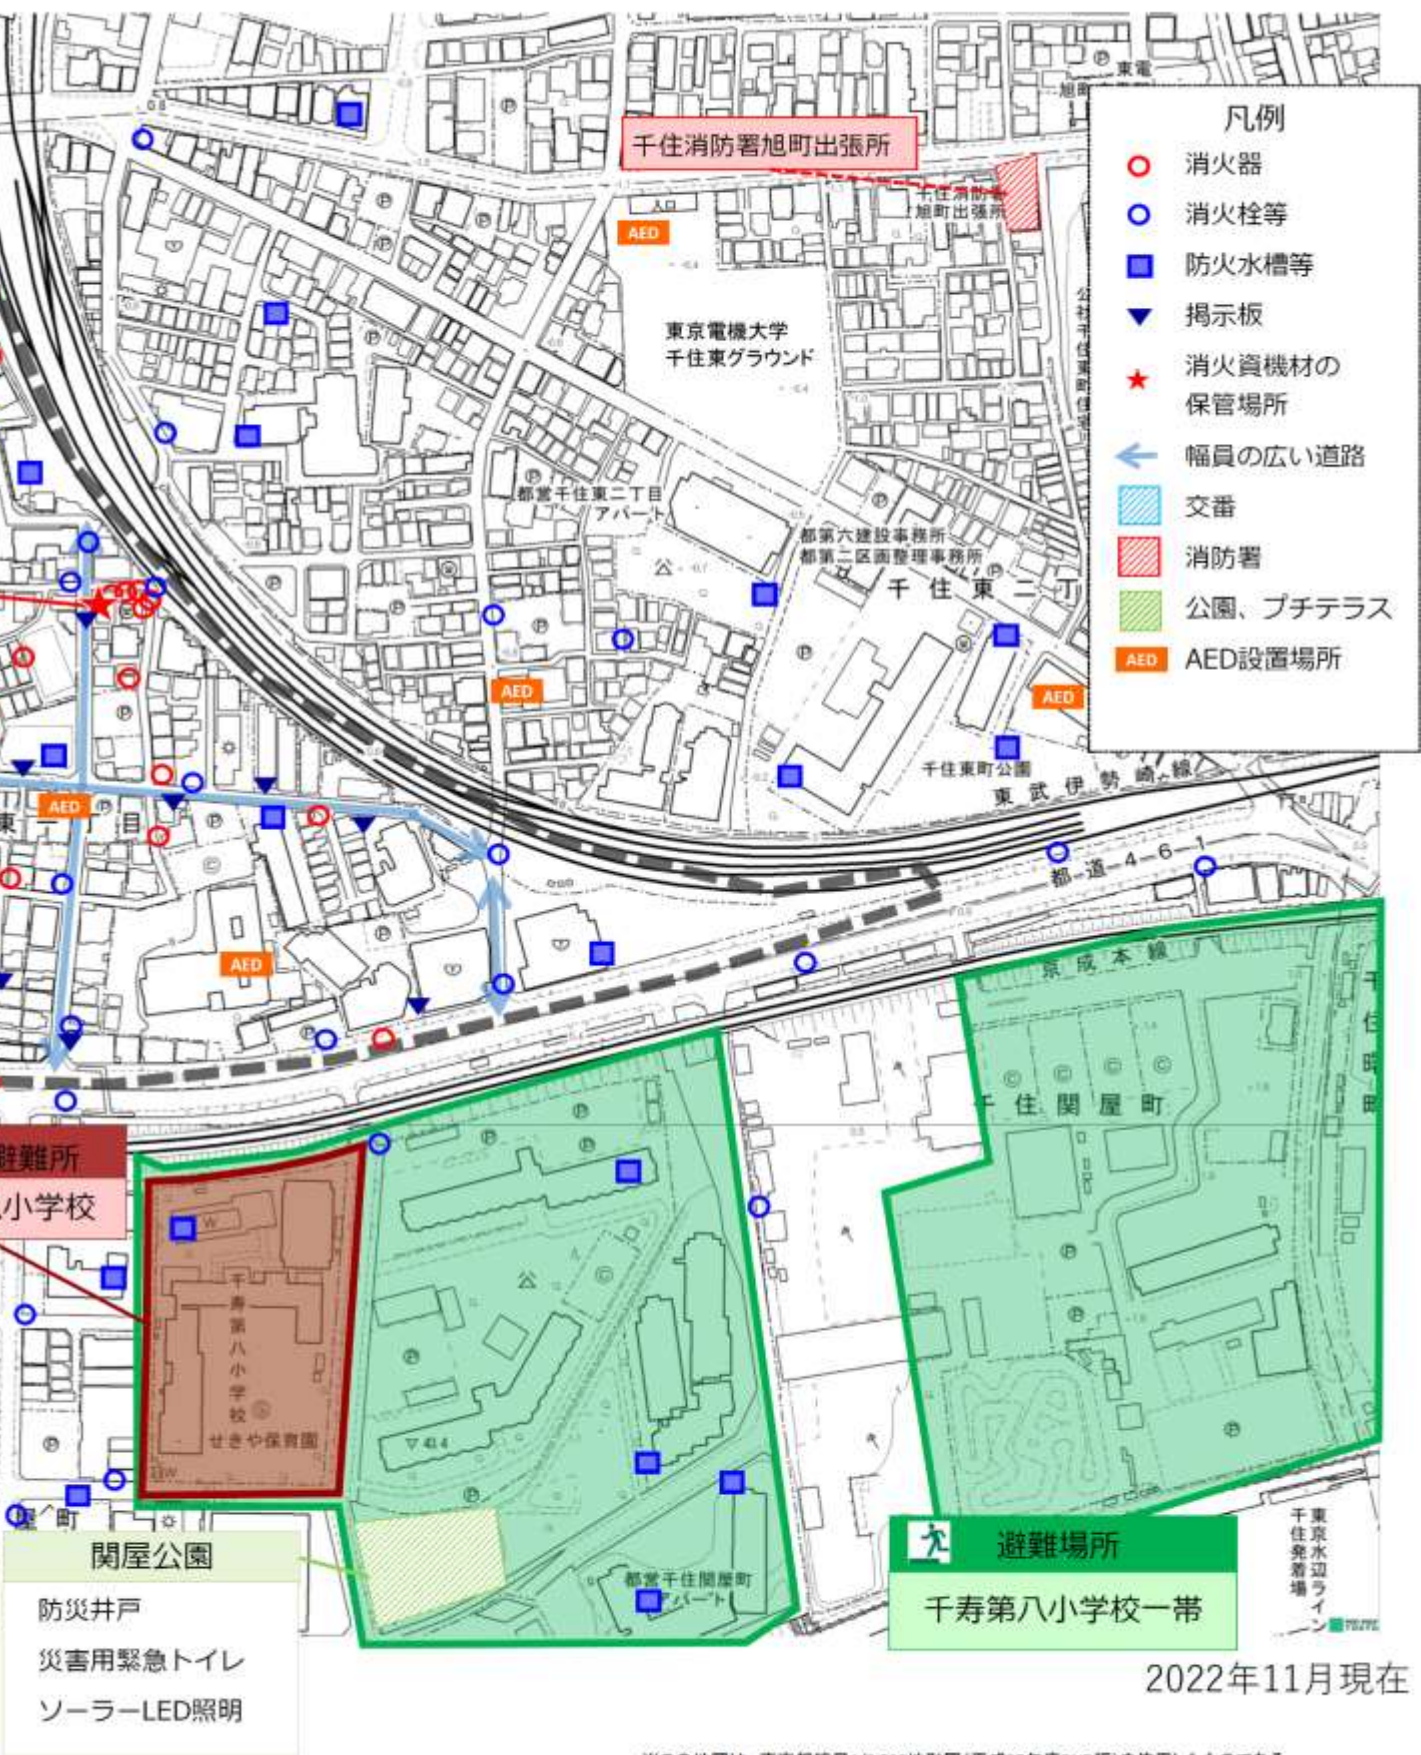 東電
千住消防署旭町出張所
千住消防署
旭町出張所
AED
東京電機大学
千住東グラウンド
凡例
消火器
消火栓等
防火水槽等
掲示板
消火資機材の
保管場所
幅員の広い道路
交番
消防署
公園、プチテラス
AED AED設置場所
都営千住東二丁目
アパート
都第六建設事務所
都第二区画整理事務所
千住東二丁
AED
AED
千住東町公園
東武伊勢崎線
AED
都道461
AED
京成本線
千住曙町
千住関屋町
避難所
小学校
千寿第八小学校
せきや保育園
関屋公園
防災井戸
災害用緊急トイレ
ソーラーLED照明
都営千住関屋町
アパート
避難場所
千寿第八小学校一帯
東京水辺ライン
千住発着場
2022年11月現在